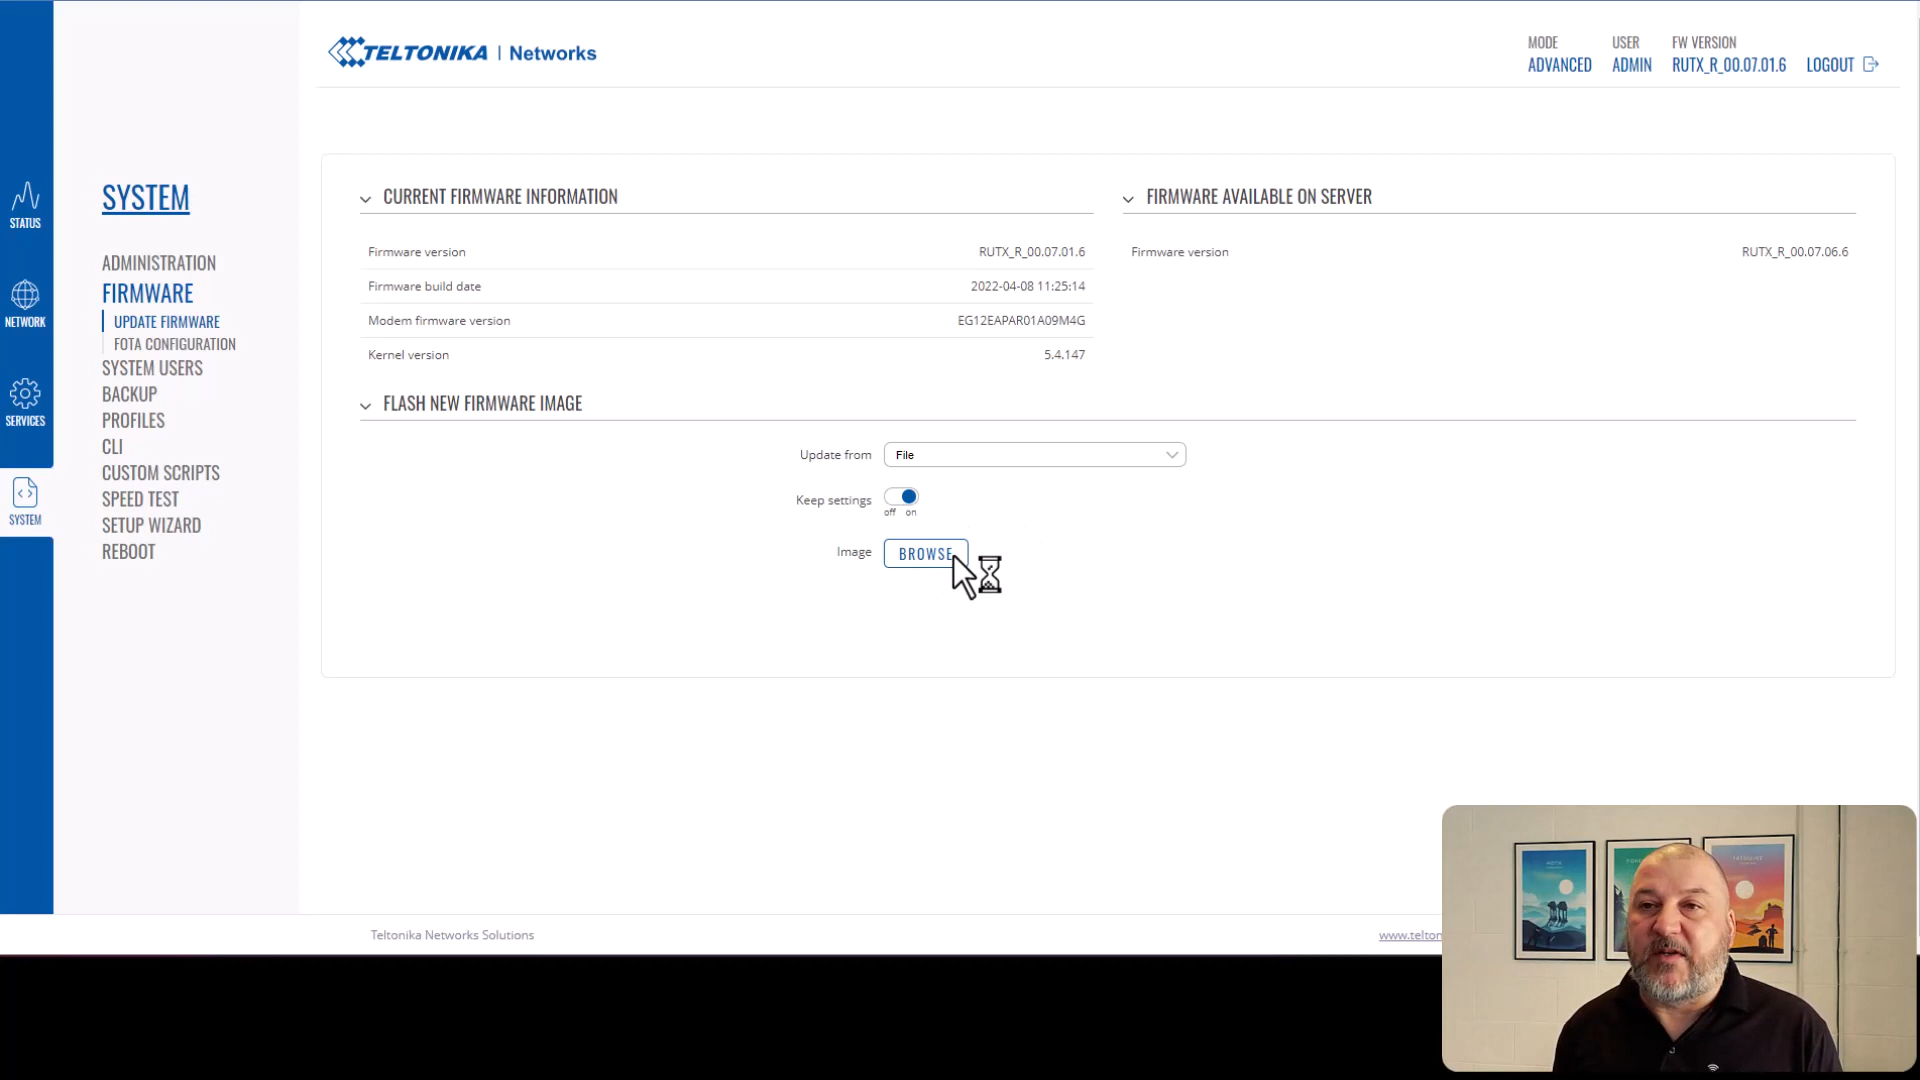 TELTONIKA | Networks
MODE
ADVANCED
USER
ADMIN
FW VERSION
RUTX_R_00.07.01.6
LOGOUT
STATUS
NETWORK
SERVICES
SYSTEM
SYSTEM
ADMINISTRATION
FIRMWARE
UPDATE FIRMWARE
FOTA CONFIGURATION
SYSTEM USERS
BACKUP
PROFILES
CLI
CUSTOM SCRIPTS
SPEED TEST
SETUP WIZARD
REBOOT
CURRENT FIRMWARE INFORMATION
Firmware version RUTX_R_00.07.01.6
Firmware build date 2022-04-08 11:25:14
Modem firmware version EG12EAPAR01A09M4G
Kernel version 5.4.147
FIRMWARE AVAILABLE ON SERVER
Firmware version RUTX_R_00.07.06.6
FLASH NEW FIRMWARE IMAGE
Update from File
Keep settings
off on
Image BROWSE
Teltonika Networks Solutions
www.telton